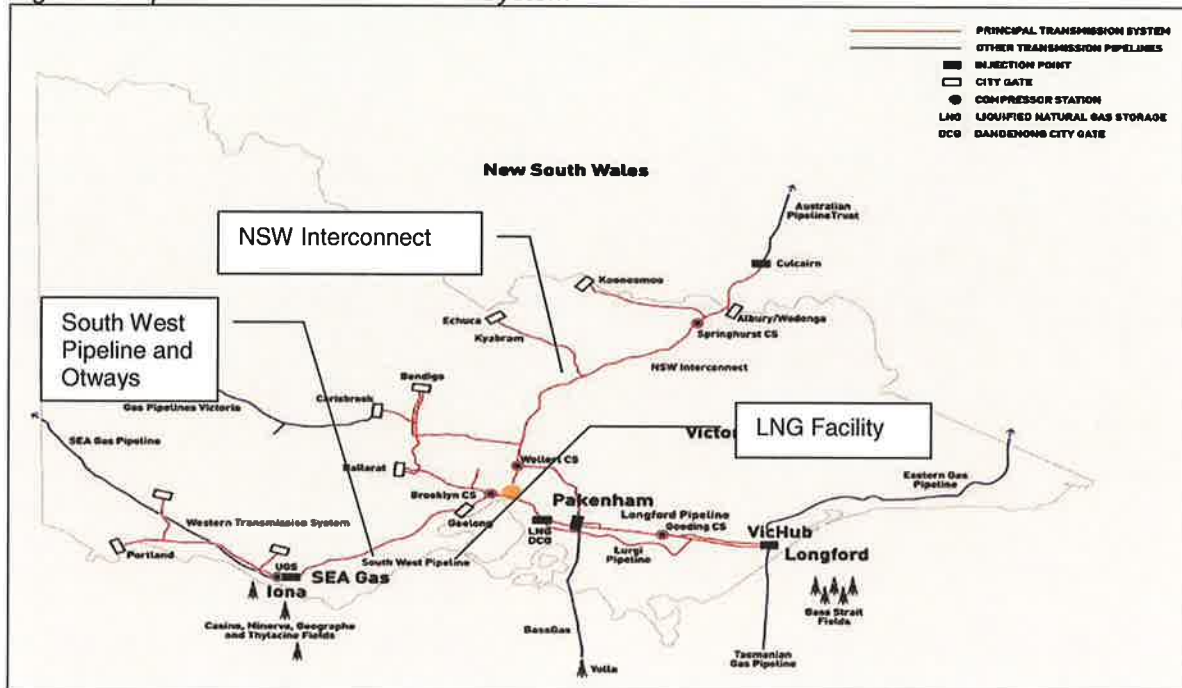 PRINCIPAL TRANSMISSION SYSTEM
OTHER TRANSMISSION PIPELINES
INJECTION POINT
CITY GATE
COMPRESSOR STATION
LNG LIQUIFIED NATURAL GAS STORAGE
DCG DANDENONG CITY GATE
New South Wales
Australian
Pipeline Trust
NSW Interconnect
Culcairn
Koonoomoo
Echuca
Albury/Wodonga
Kyabram
Springhurst CS
South West
Pipeline and
Otways
NSW Interconnect
Bendigo
Carisbrook
Gas Pipelines Victoria
LNG Facility
SEA Gas Pipeline
Wollert CS
Ballarat
Eastern Gas
Pipeline
Brooklyn CS
Pakenham
Geelong
Longford Pipeline
Gooding CS
VicHub
Western Transmission System
LNG
DCG
Lurgi
Pipeline
Longford
Portland
UGS
South West Pipeline
SEA Gas
Iona
Bass Strait
Fields
Casino, Minerva, Geographe
and Thylacine Fields
BassGas
Tasmanian
Gas Pipeline
Yolla